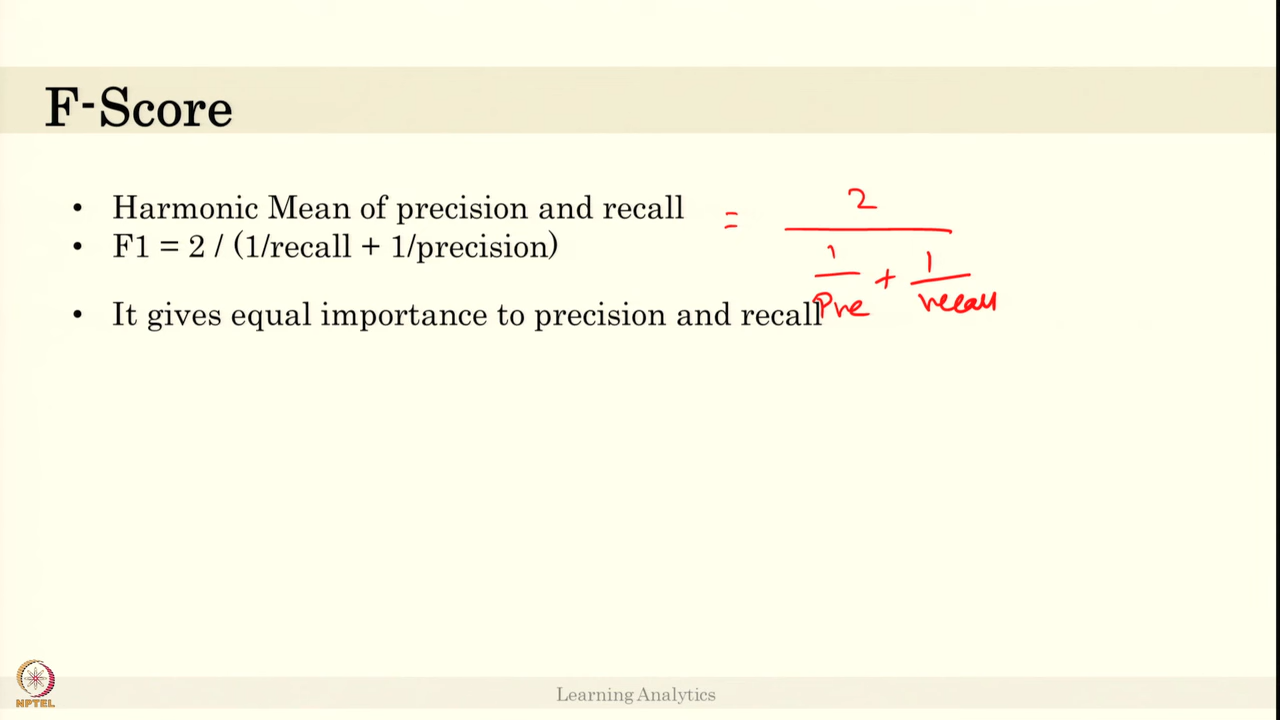 F-Score
• Harmonic Mean of precision and recall
• F1 = 2 / (1/recall + 1/precision)
• It gives equal importance to precision and recall
= 2
1 + 1
Pre recall
NPTEL
Learning Analytics